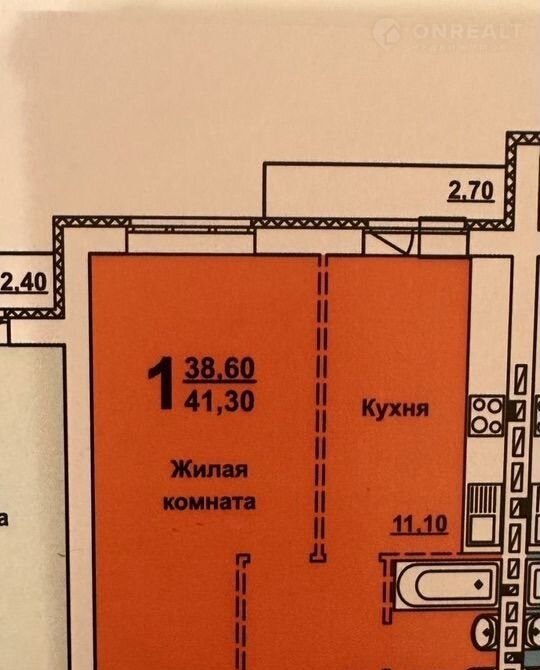 ONREALT
2,70
2,40
1
38,60
41,30
Кухня
Жилая
комната
11,10
а